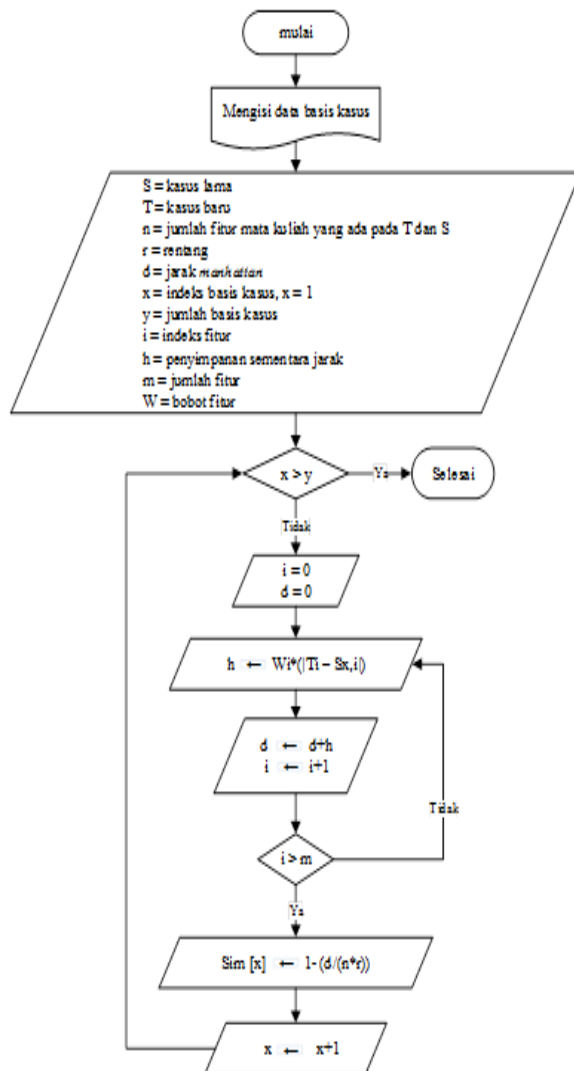 mulai
Mengisi data basis kasus
S = kasus lama
T = kasus baru
n = jumlah fitur mata kuliah yang ada pada T dan S
r = rentang
d = jarak manhattan
x = indeks basis kasus, x = 1
y = jumlah basis kasus
i = indeks fitur
h = penyimpanan sementara jarak
m = jumlah fitur
W = bobot fitur
x > y
Ya
Selesai
Tidak
i = 0
d = 0
h ← Wi*(|Ti – Sx,i|)
d ← d+h
i ← i+1
Tidak
i > m
Ya
Sim [x] ← 1- (d/(n*r))
x ← x+1